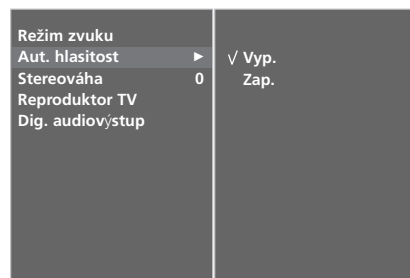 Režim zvuku
Aut. hlasitost ►
Stereováha 0
Reproduktor TV
Dig. audiovýstup
√ Vyp.
Zap.